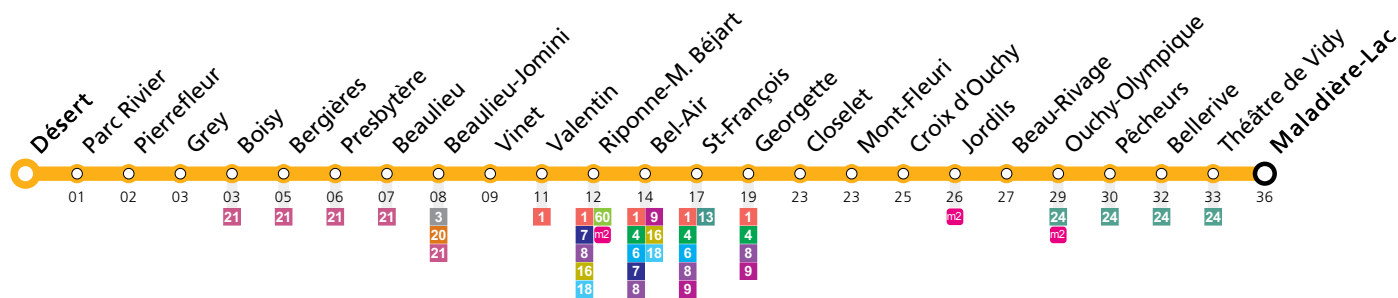 Désert
Parc Rivier
Pierrefleur
Grey
Boisy
Bergières
Presbytère
Beaulieu
Beaulieu-Jomini
Vinet
Valentin
Riponne-M. Béjart
Bel-Air
St-François
Georgette
Closelet
Mont-Fleuri
Croix d'Ouchy
Jordils
Beau-Rivage
Ouchy-Olympique
Pêcheurs
Bellerive
Théâtre de Vidy
Maladière-Lac
01 02 03 03 05 06 07 08 09 11 12 14 17 19 23 23 25 26 27 29 30 32 33 36
21 21 21 21 3 1 1 60 1 9 1 13 1 m2 24 24 24 24
20 7 m2 4 16 4 4 m2
21 8 6 18 6 8
16 7 8 9
18 8 9